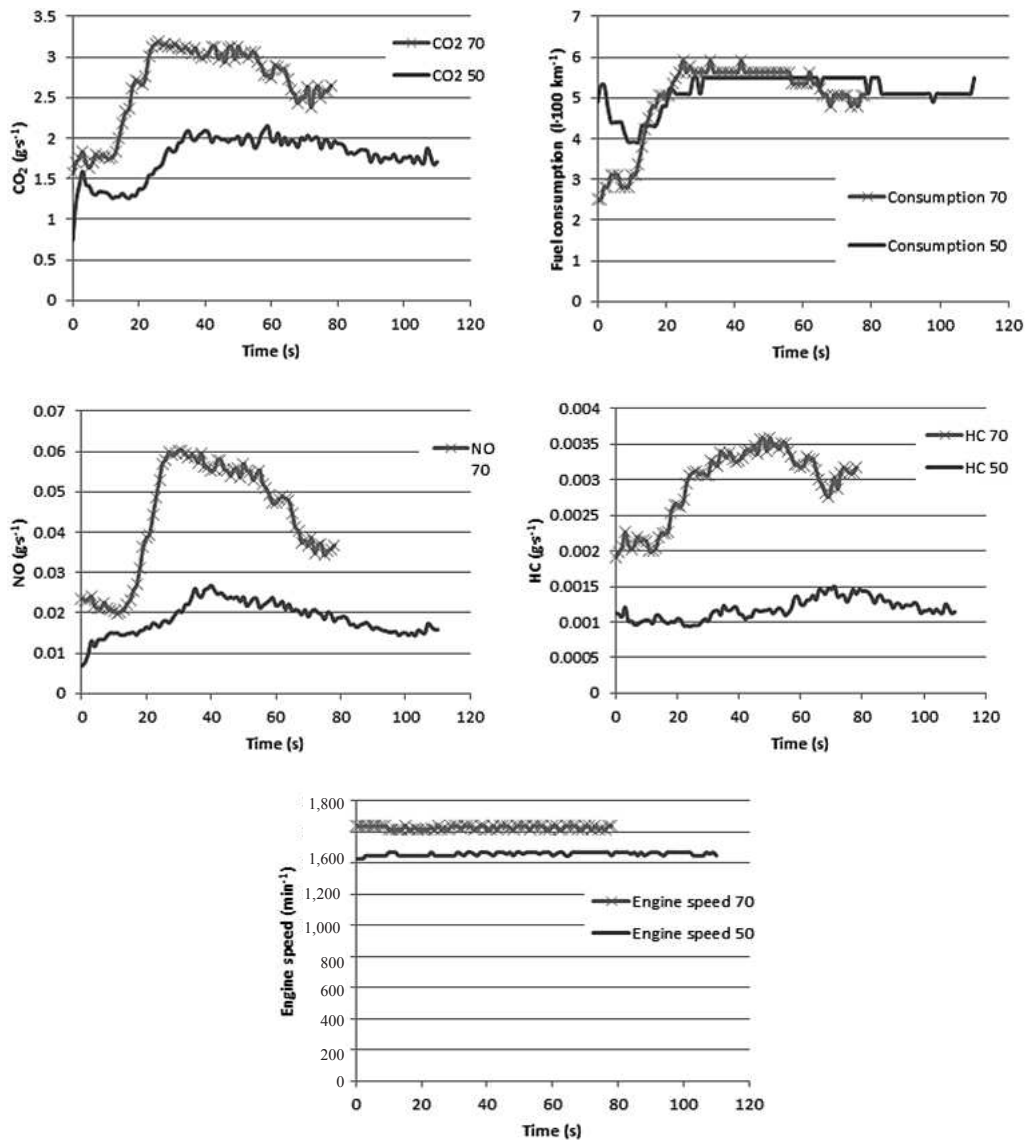 3.5
3
2.5
2
1.5
1
0.5
0
CO₂ (g·s⁻¹)
CO2 70
CO2 50
0 20 40 60 80 100 120
Time (s)
7
6
5
4
3
2
1
0
Fuel consumption (l·100 km⁻¹)
Consumption 70
Consumption 50
0 20 40 60 80 100 120
Time (s)
0.07
0.06
0.05
0.04
0.03
0.02
0.01
0
NO (g·s⁻¹)
NO
70
0 20 40 60 80 100 120
Time (s)
0.004
0.0035
0.003
0.0025
0.002
0.0015
0.001
0.0005
0
HC (g·s⁻¹)
HC 70
HC 50
0 20 40 60 80 100 120
Time (s)
1,800
1,600
1,400
1,200
1,000
800
600
400
200
0
Engine speed (min⁻¹)
Engine speed 70
Engine speed 50
0 20 40 60 80 100 120
Time (s)